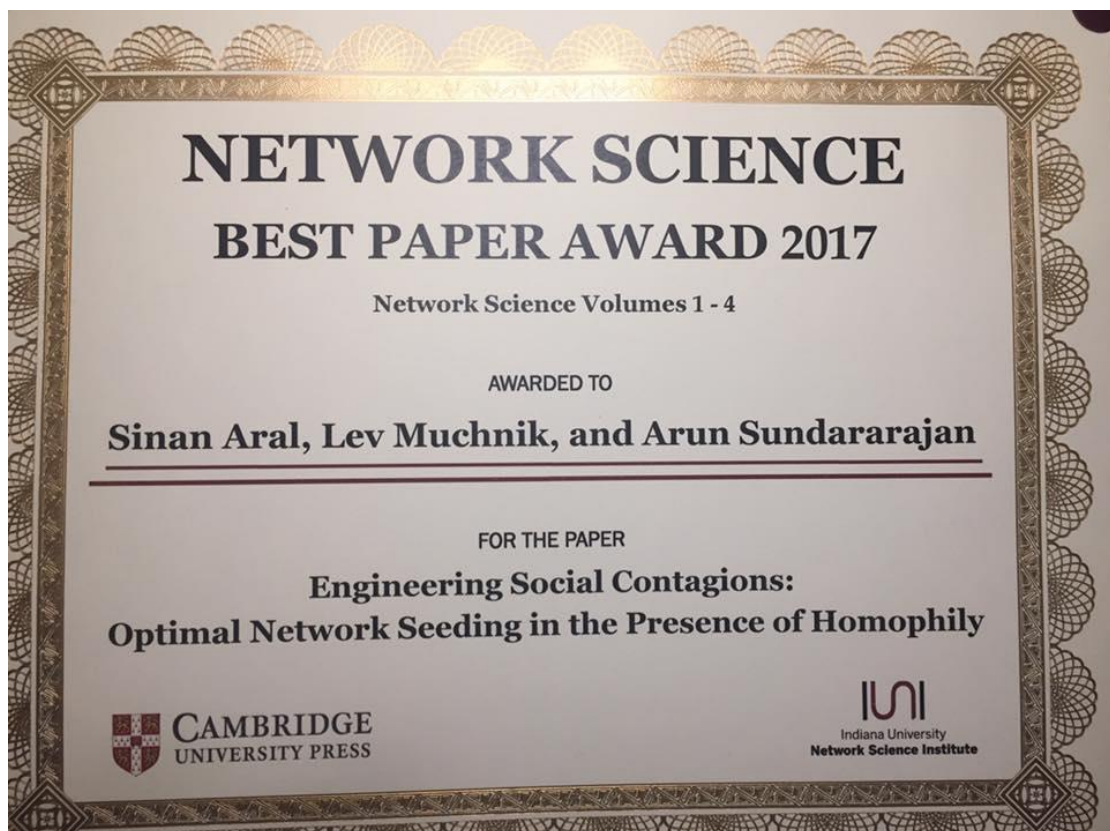 NETWORK SCIENCE
BEST PAPER AWARD 2017
Network Science Volumes 1 - 4
AWARDED TO
Sinan Aral, Lev Muchnik, and Arun Sundararajan
FOR THE PAPER
Engineering Social Contagions:
Optimal Network Seeding in the Presence of Homophily
CAMBRIDGE
UNIVERSITY PRESS
IUNI
Indiana University
Network Science Institute